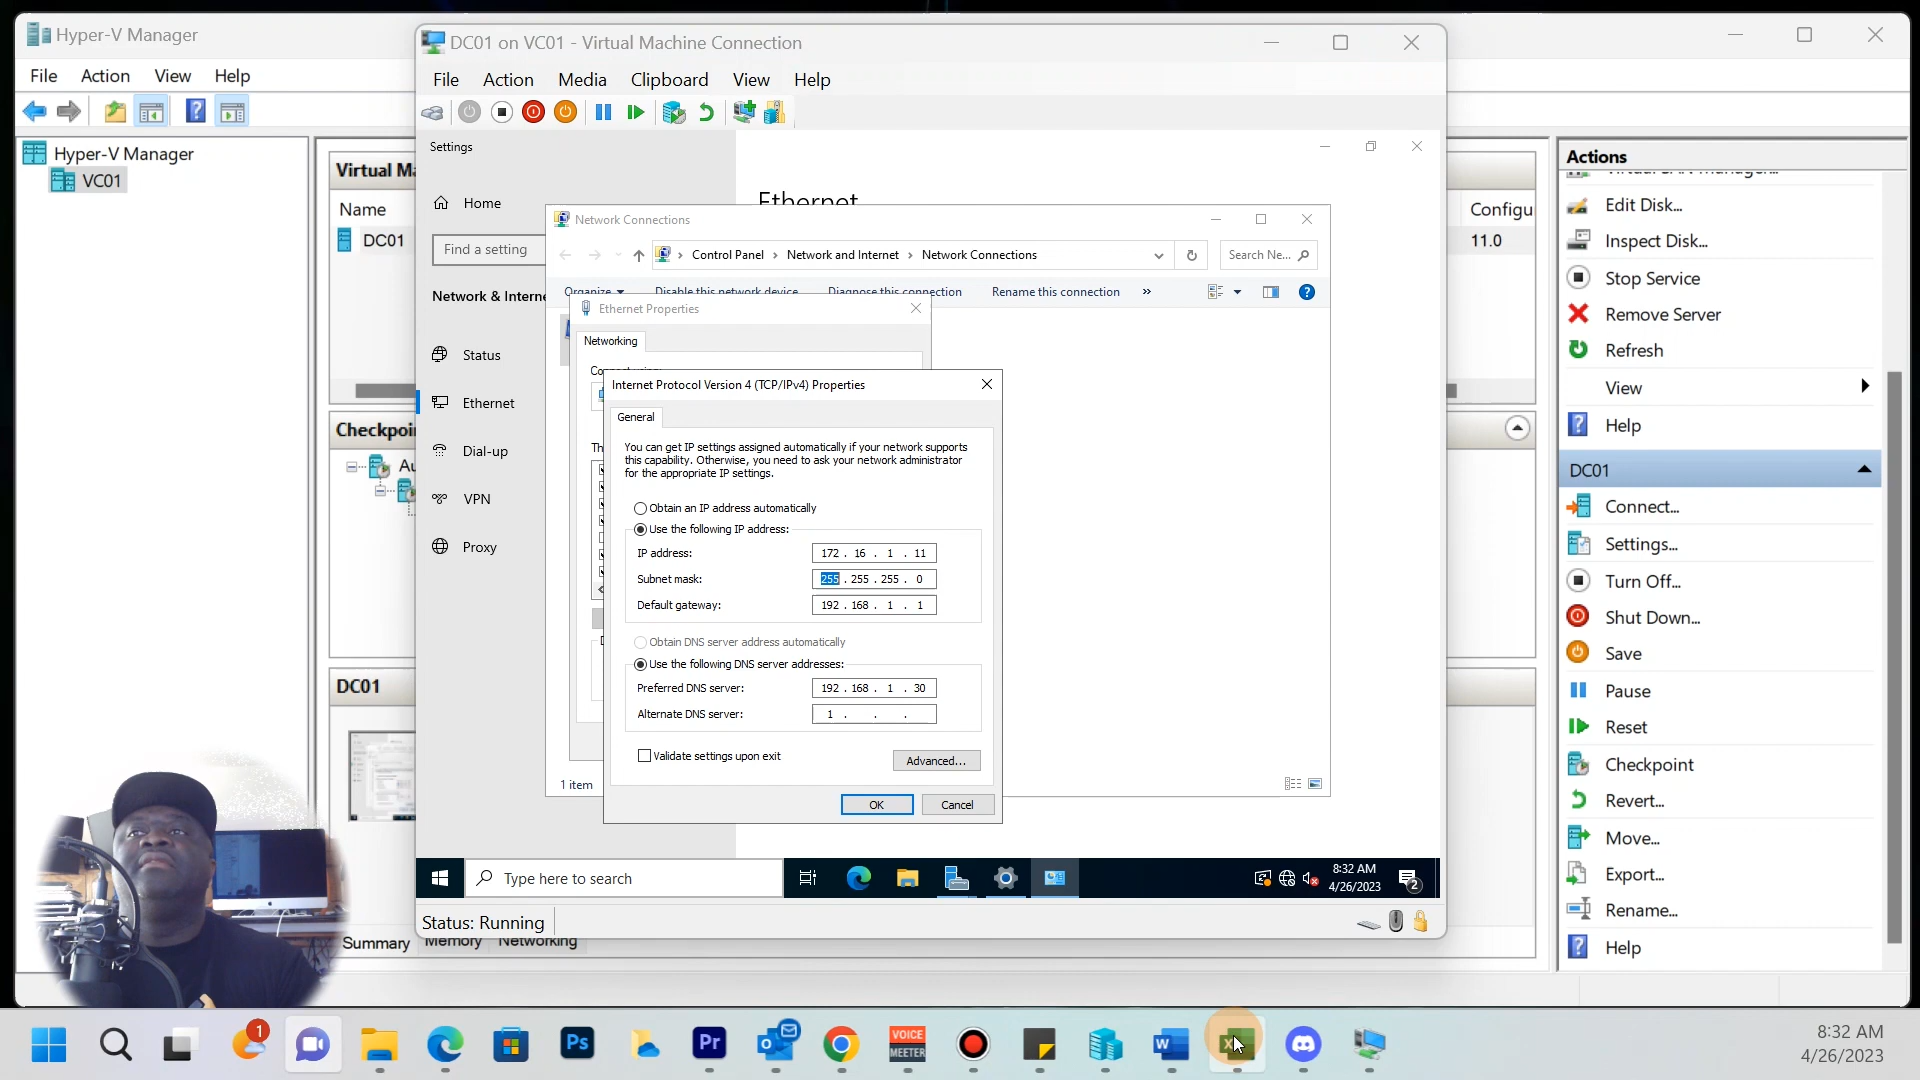 Hyper-V Manager
File Action View Help
Hyper-V Manager
VC01
Virtual Ma
Name
DC01
Checkpoi
Au
DC01
Summary Memory Networking
Configu
11.0
DC01 on VC01 - Virtual Machine Connection
File Action Media Clipboard View Help
Settings
Home
Find a setting
Network & Interne
Status
Ethernet
Dial-up
VPN
Proxy
Ethernet
Network Connections
Control Panel > Network and Internet > Network Connections
Search Ne...
Organize Disable this network device Diagnose this connection Rename this connection »
1 item
Ethernet Properties
Networking
Connect using:
Th
Internet Protocol Version 4 (TCP/IPv4) Properties
General
You can get IP settings assigned automatically if your network supports
this capability. Otherwise, you need to ask your network administrator
for the appropriate IP settings.
Obtain an IP address automatically
Use the following IP address:
IP address: 172 . 16 . 1 . 11
Subnet mask: 255 . 255 . 255 . 0
Default gateway: 192 . 168 . 1 . 1
Obtain DNS server address automatically
Use the following DNS server addresses:
Preferred DNS server: 192 . 168 . 1 . 30
Alternate DNS server: 1 . . .
Validate settings upon exit
Advanced...
OK Cancel
Type here to search
8:32 AM
4/26/2023
2
Status: Running
Actions
Edit Disk...
Inspect Disk...
Stop Service
Remove Server
Refresh
View
Help
DC01
Connect...
Settings...
Turn Off...
Shut Down...
Save
Pause
Reset
Checkpoint
Revert...
Move...
Export...
Rename...
Help
1
Ps
Pr
VOICE
MEETER
8:32 AM
4/26/2023